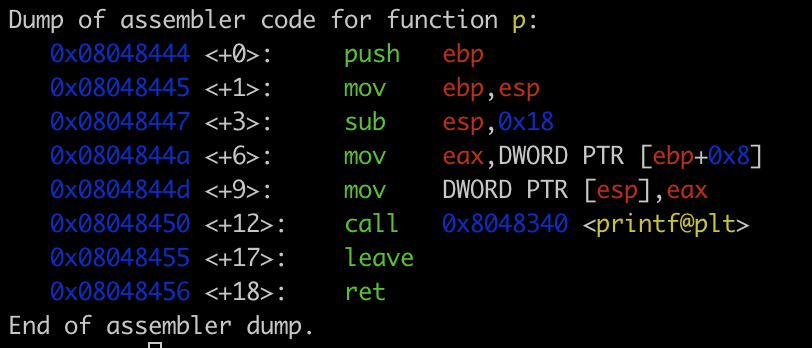 Dump of assembler code for function p:
0x08048444 <+0>: push ebp
0x08048445 <+1>: mov ebp,esp
0x08048447 <+3>: sub esp,0x18
0x0804844a <+6>: mov eax,DWORD PTR [ebp+0x8]
0x0804844d <+9>: mov DWORD PTR [esp],eax
0x08048450 <+12>: call 0x8048340 <printf@plt>
0x08048455 <+17>: leave
0x08048456 <+18>: ret
End of assembler dump.